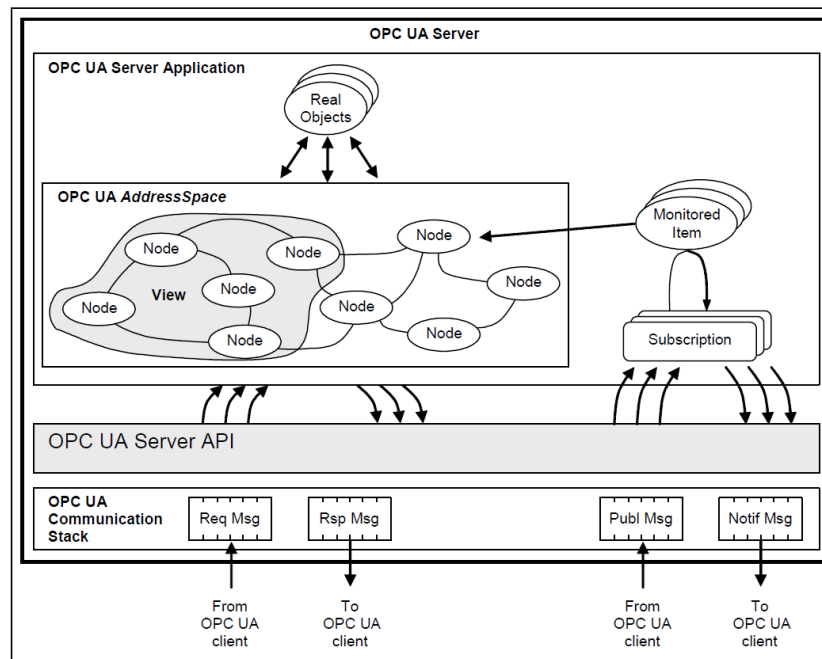 OPC UA Server
OPC UA Server Application
Real
Objects
OPC UA AddressSpace
Monitored
Item
Node
Node
Node
Node
View
Node
Node
Node
Node
Node
Subscription
OPC UA Server API
OPC UA
Communication
Stack
Req Msg
Rsp Msg
Publ Msg
Notif Msg
From
OPC UA
client
To
OPC UA
client
From
OPC UA
client
To
OPC UA
client